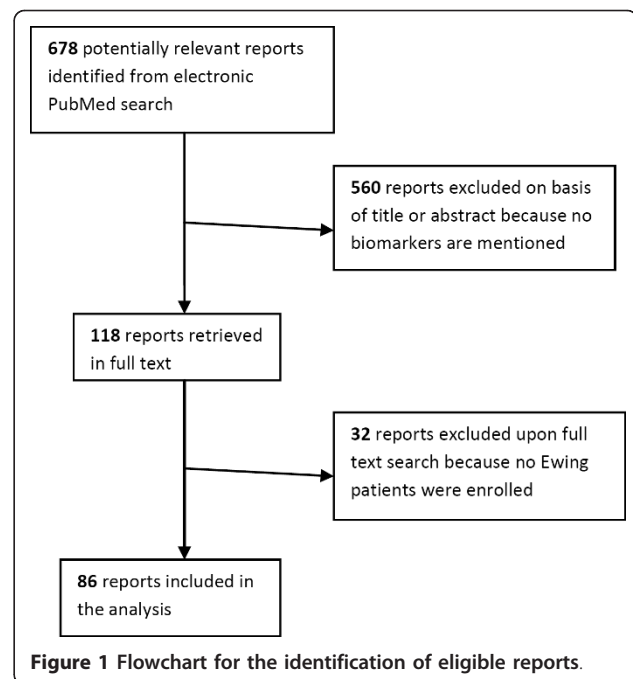 678 potentially relevant reports
identified from electronic
PubMed search
560 reports excluded on basis
of title or abstract because no
biomarkers are mentioned
118 reports retrieved
in full text
32 reports excluded upon full
text search because no Ewing
patients were enrolled
86 reports included in
the analysis
Figure 1 Flowchart for the identification of eligible reports.